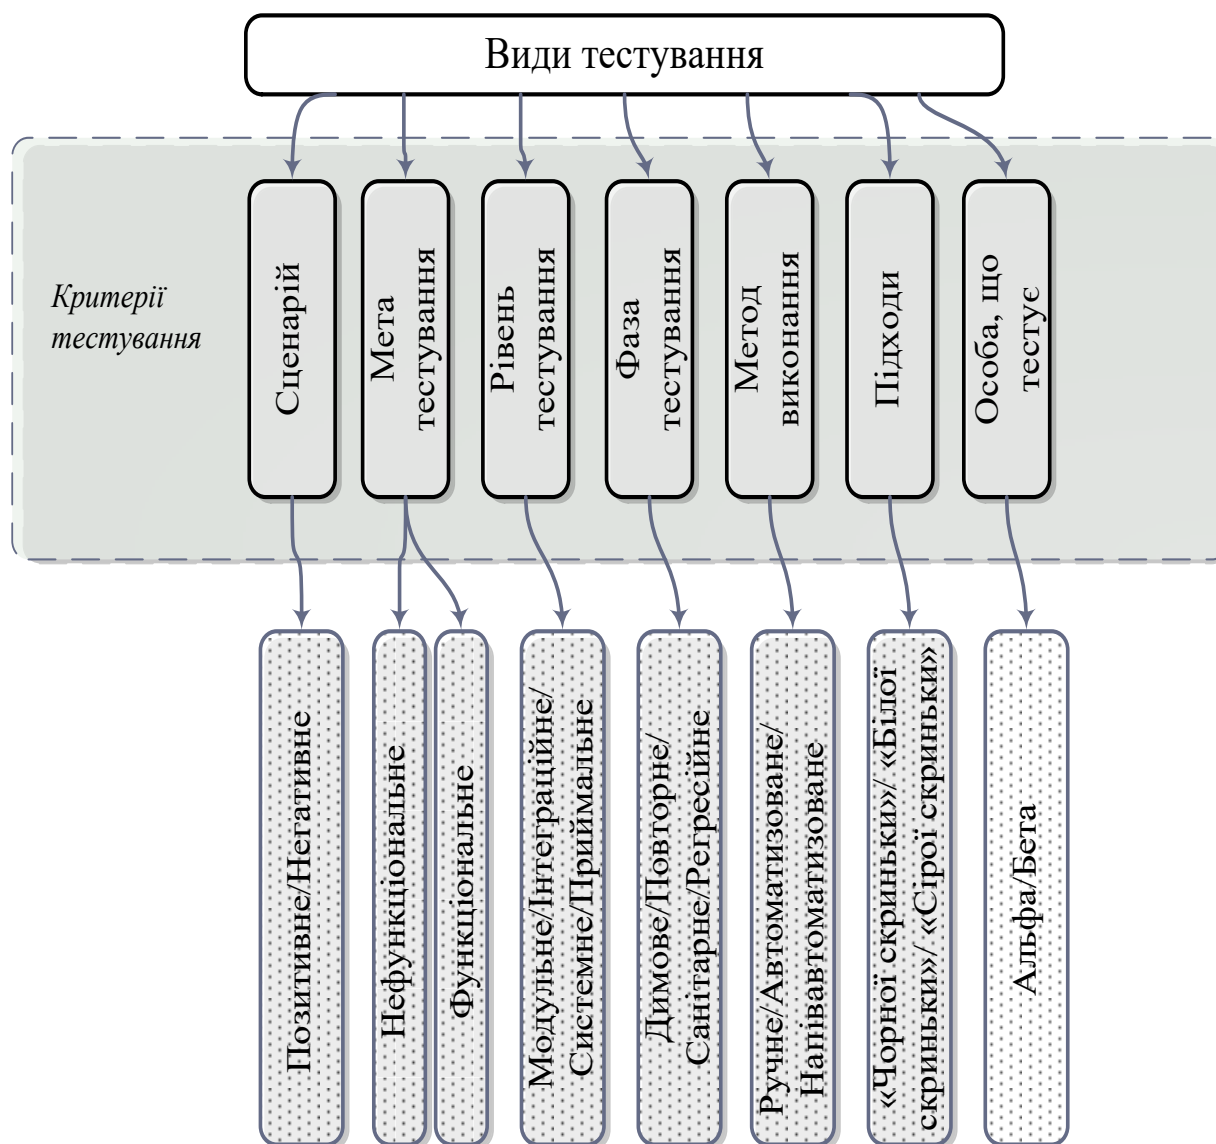 Види тестування
Критерії
тестування
Сценарій
Мета
тестування
Рівень
тестування
Фаза
тестування
Метод
виконання
Підходи
Особа, що
тестує
Позитивне/Негативне
Нефункціональне
Функціональне
Модульне/Інтеграційне/
Системне/Приймальне
Димове/Повторне/
Санітарне/Регресійне
Ручне/Автоматизоване/
Напівавтоматизоване
«Чорної скриньки»/ «Білої
скриньки»/ «Сірої скриньки»
Альфа/Бета